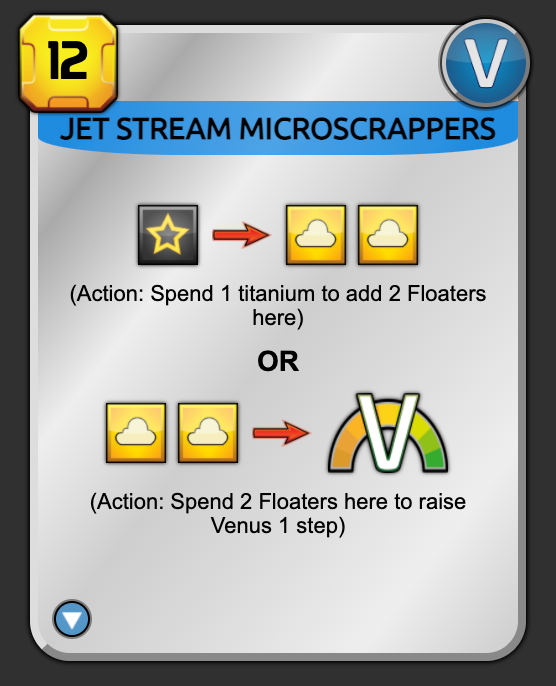 12
V
JET STREAM MICROSCRAPPERS
(Action: Spend 1 titanium to add 2 Floaters
here)
OR
V
(Action: Spend 2 Floaters here to raise
Venus 1 step)